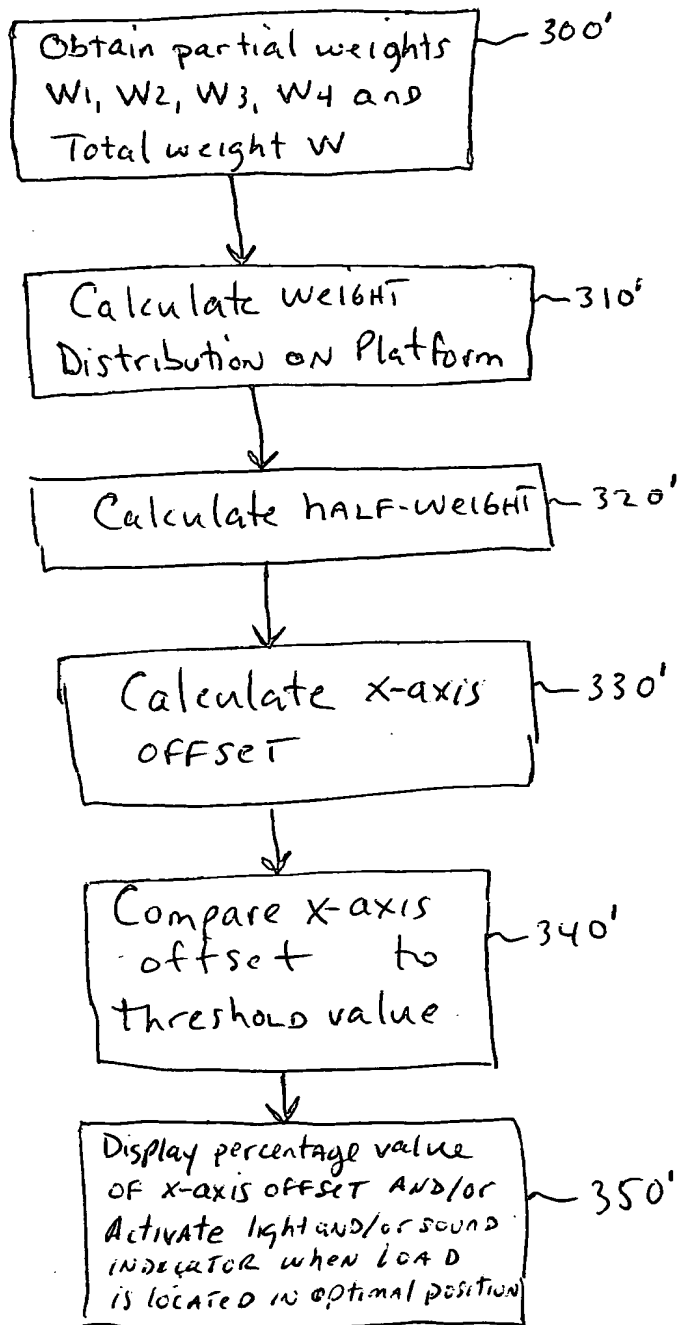 Obtain partial weights
W1, W2, W3, W4 and
Total weight W
300'
Calculate WEIGHT
Distribution ON Platform
310'
Calculate HALF-WEIGHT
320'
Calculate x-axis
OFFSET
330'
Compare x-axis
offset to
threshold value
340'
Display percentage value
OF x-axis OFFSET AND/or
Activate light and/or sound
INDICATOR when LOAD
is LOCATED IN OPTIMAL position
350'